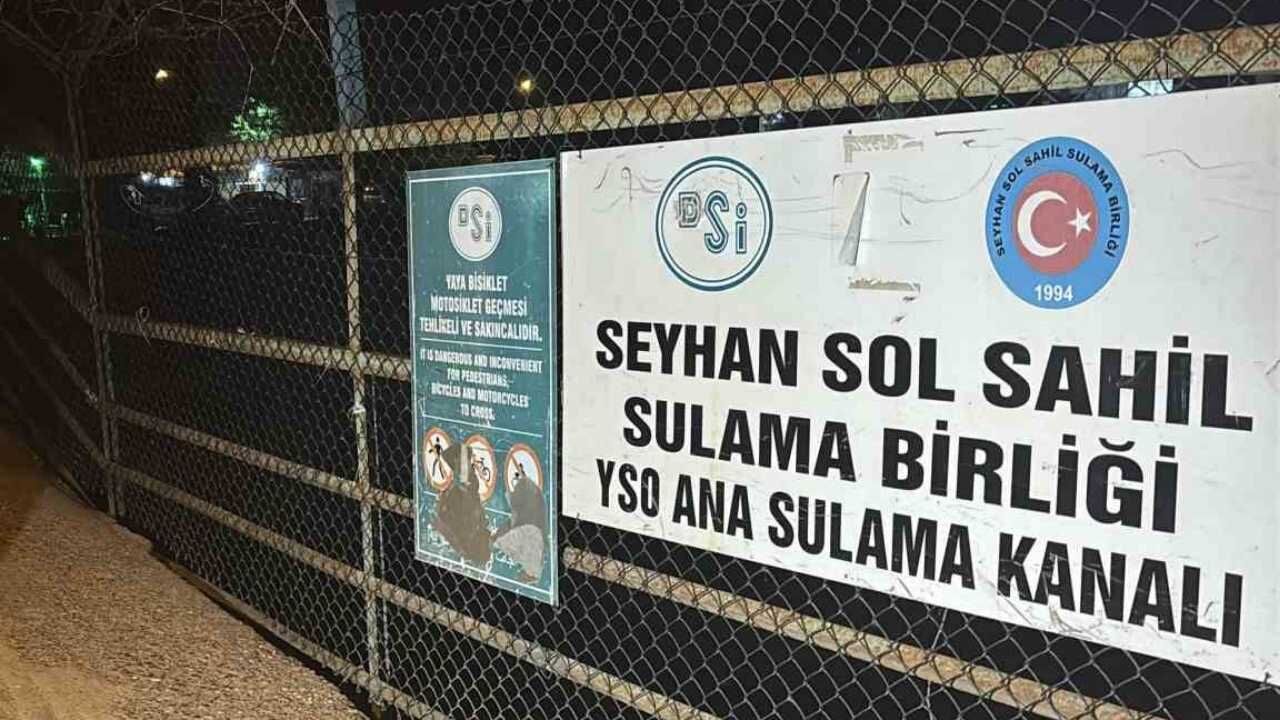 DSi
YAYA BİSİKLET
MOTOSİKLET GEÇMESİ
TEHLİKELİ VE SAKINCALIDIR.
IT IS DANGEROUS AND INCONVENIENT
FOR PEDESTRIANS,
BICYCLES AND MOTORCYCLES
TO CROSS.
DSi
SEYHAN SOL SAHİL SULAMA BİRLİĞİ
1994
SEYHAN SOL SAHİL
SULAMA BİRLİĞİ
YSO ANA SULAMA KANALI